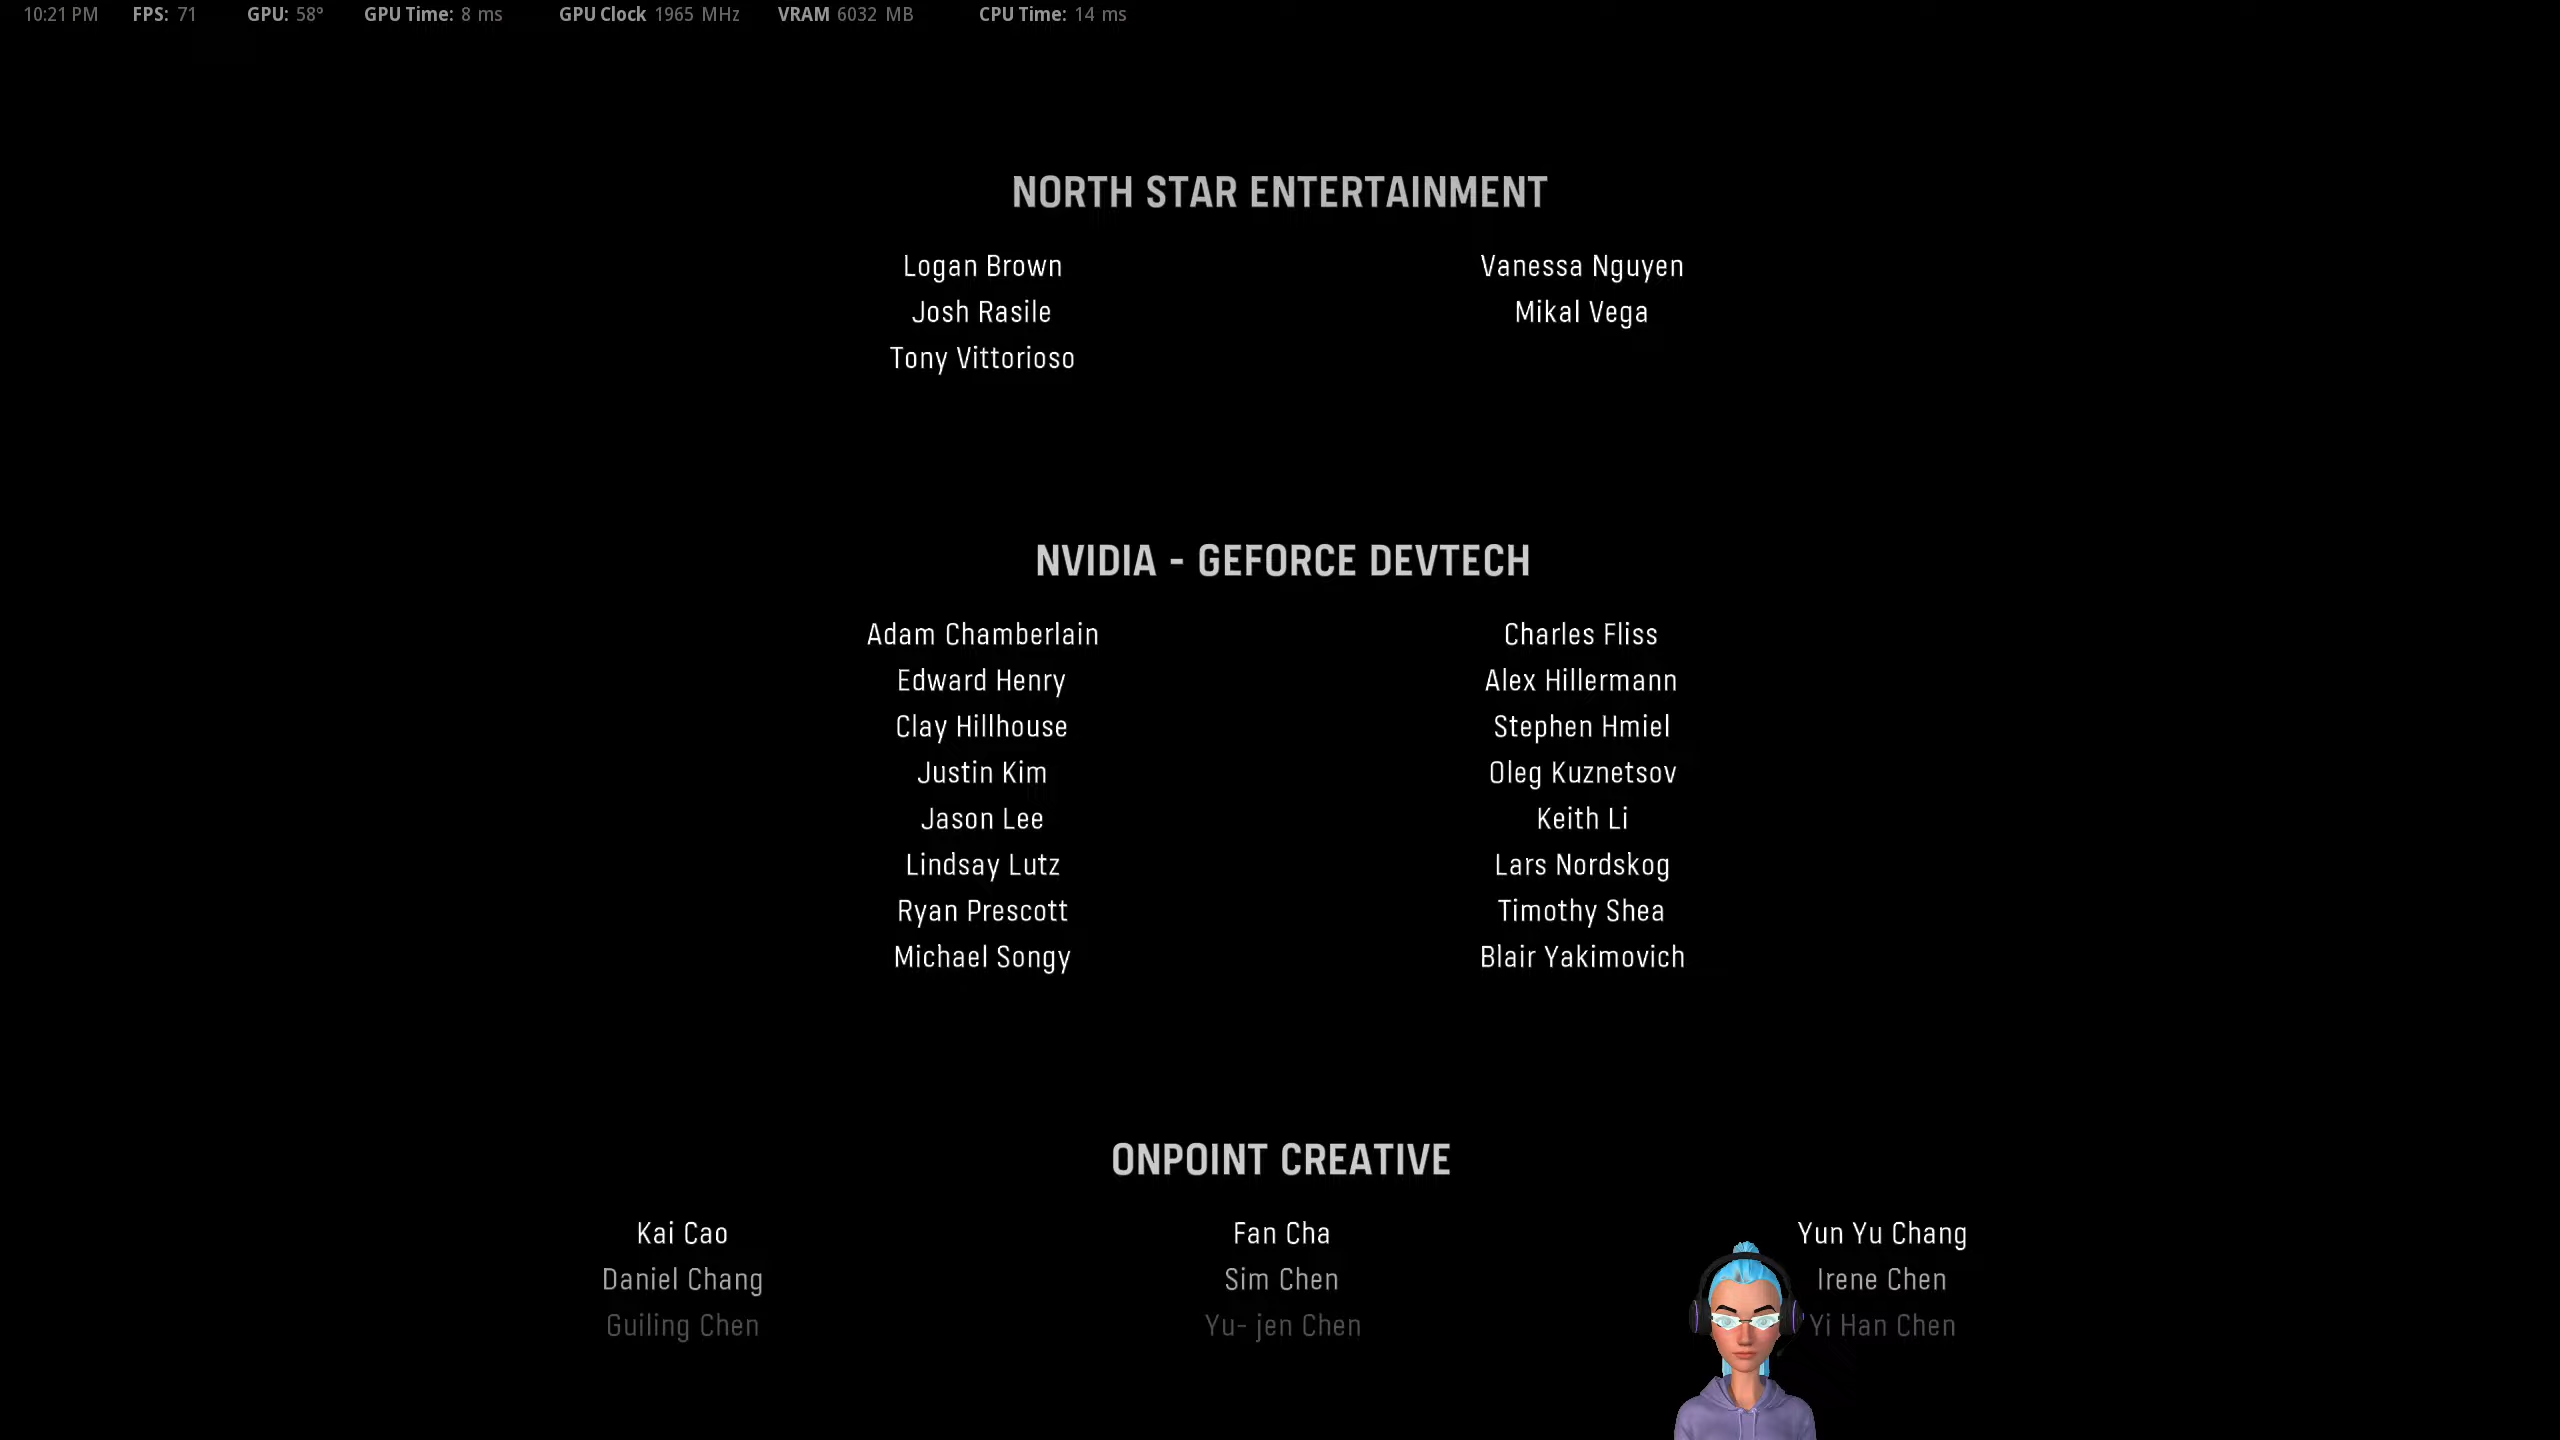 10:21 PM FPS: 71 GPU: 58° GPU Time: 8 ms GPU Clock 1965 MHz VRAM 6032 MB CPU Time: 14 ms
NORTH STAR ENTERTAINMENT
Logan Brown Vanessa Nguyen
Josh Rasile Mikal Vega
Tony Vittorioso
NVIDIA - GEFORCE DEVTECH
Adam Chamberlain Charles Fliss
Edward Henry Alex Hillermann
Clay Hillhouse Stephen Hmiel
Justin Kim Oleg Kuznetsov
Jason Lee Keith Li
Lindsay Lutz Lars Nordskog
Ryan Prescott Timothy Shea
Michael Songy Blair Yakimovich
ONPOINT CREATIVE
Kai Cao Fan Cha Yun Yu Chang
Daniel Chang Sim Chen Irene Chen
Guiling Chen Yu- jen Chen Yi Han Chen